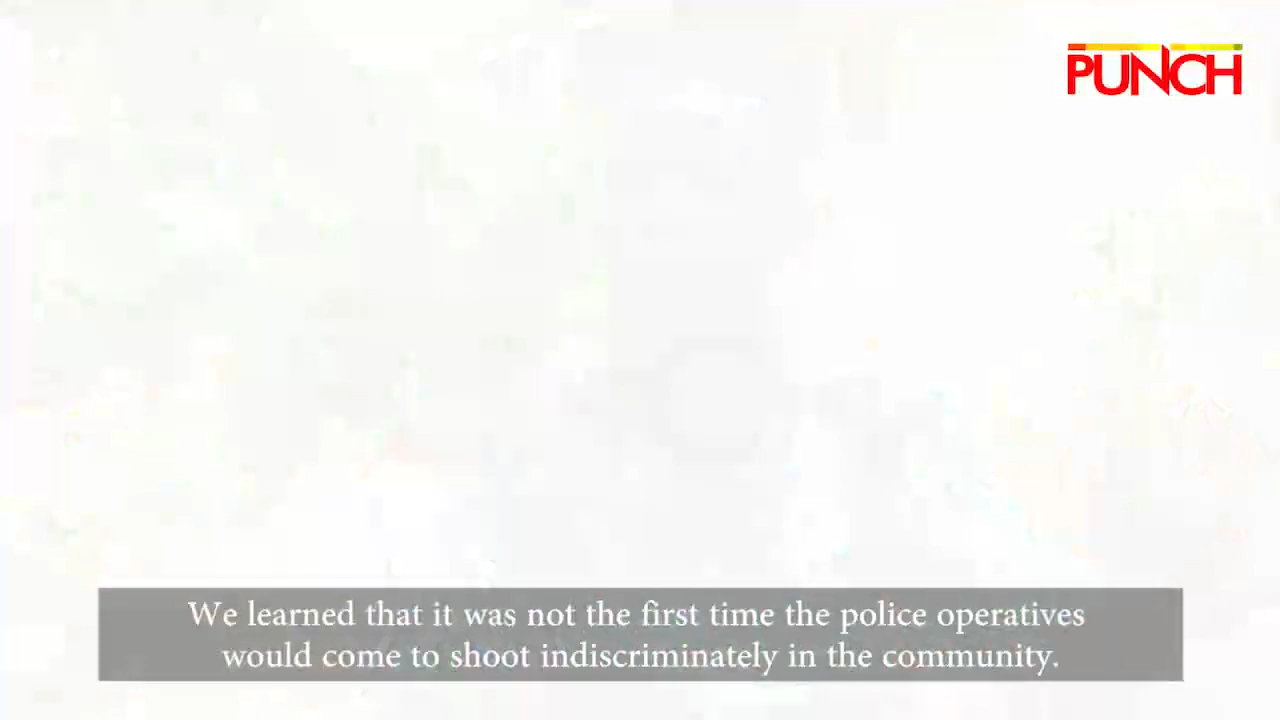 PUNCH
We learned that it was not the first time the police operatives
would come to shoot indiscriminately in the community.